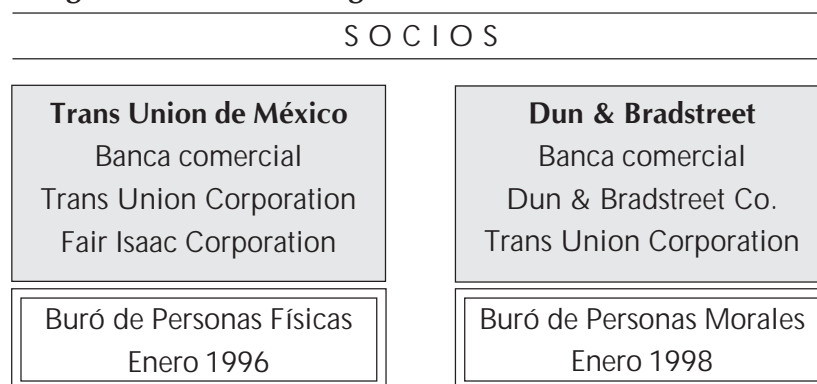 S O C I O S
Trans Union de México
Banca comercial
Trans Union Corporation
Fair Isaac Corporation
Buró de Personas Físicas
Enero 1996
Dun & Bradstreet
Banca comercial
Dun & Bradstreet Co.
Trans Union Corporation
Buró de Personas Morales
Enero 1998